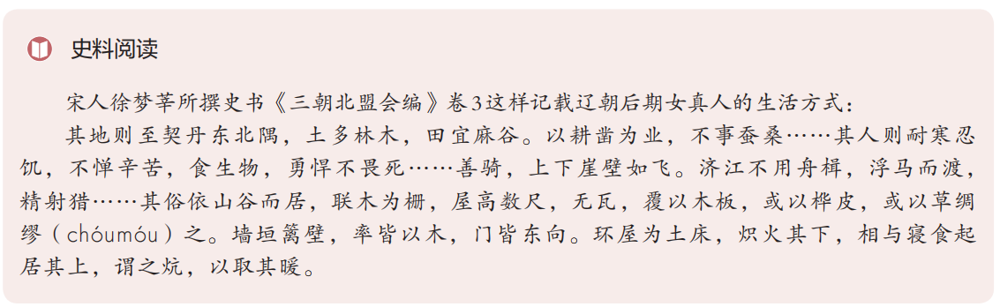 史料阅读
宋人徐梦莘所撰史书《三朝北盟会编》卷3这样记载辽朝后期女真人的生活方式：
其地则至契丹东北隅，土多林木，田宜麻谷。以耕凿为业，不事蚕桑……其人则耐寒忍
饥，不惮辛苦，食生物，勇悍不畏死……善骑，上下崖壁如飞。济江不用舟楫，浮马而渡，
精射猎……其俗依山谷而居，联木为栅，屋高数尺，无瓦，覆以木板，或以桦皮，或以草绸
缪（chóumóu）之。墙垣篱壁，率皆以木，门皆东向。环屋为土床，炽火其下，相与寝食起
居其上，谓之炕，以取其暖。